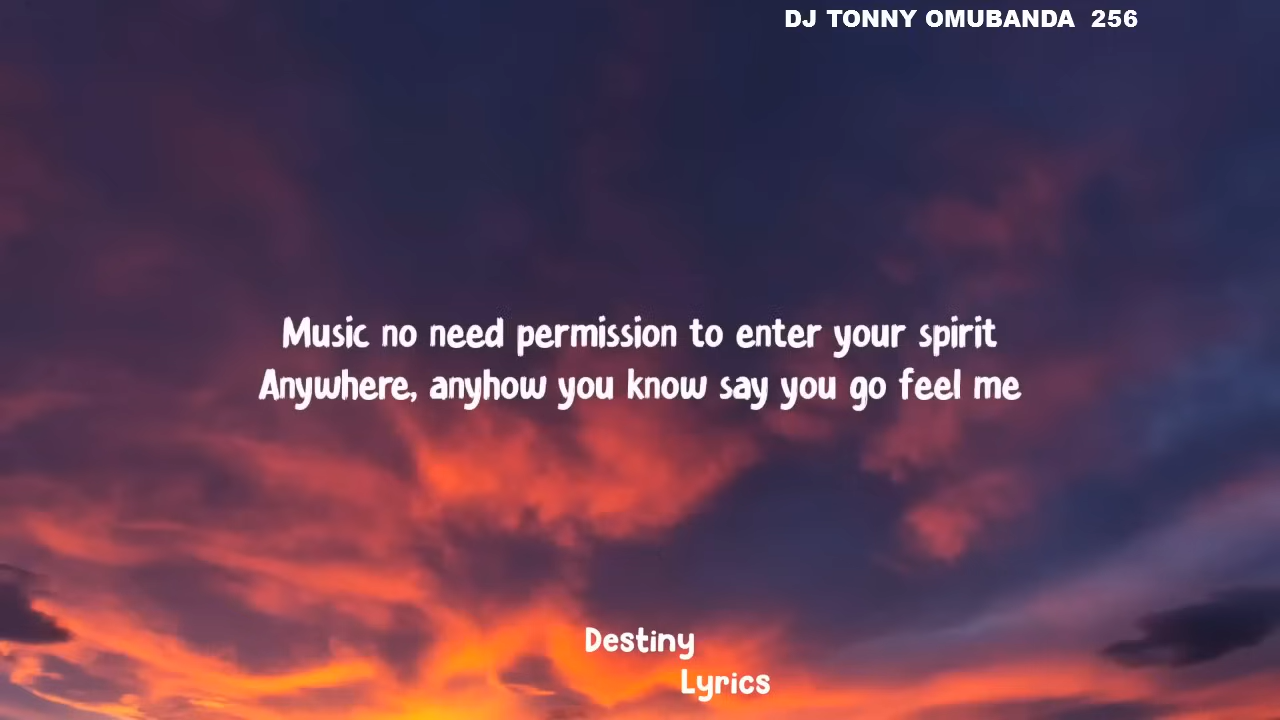 DJ TONNY OMUBANDA 256
Music no need permission to enter your spirit
Anywhere, anyhow you know say you go feel me
Destiny
Lyrics